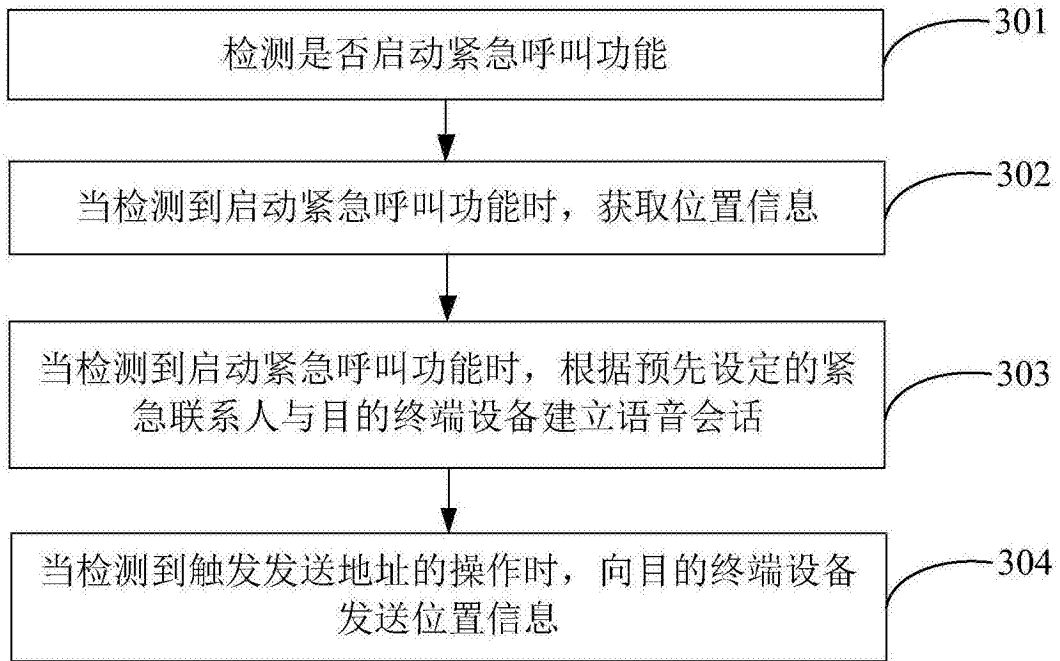 检测是否启动紧急呼叫功能
301
当检测到启动紧急呼叫功能时，获取位置信息
302
当检测到启动紧急呼叫功能时，根据预先设定的紧
急联系人与目的终端设备建立语音会话
303
当检测到触发发送地址的操作时，向目的终端设备
发送位置信息
304